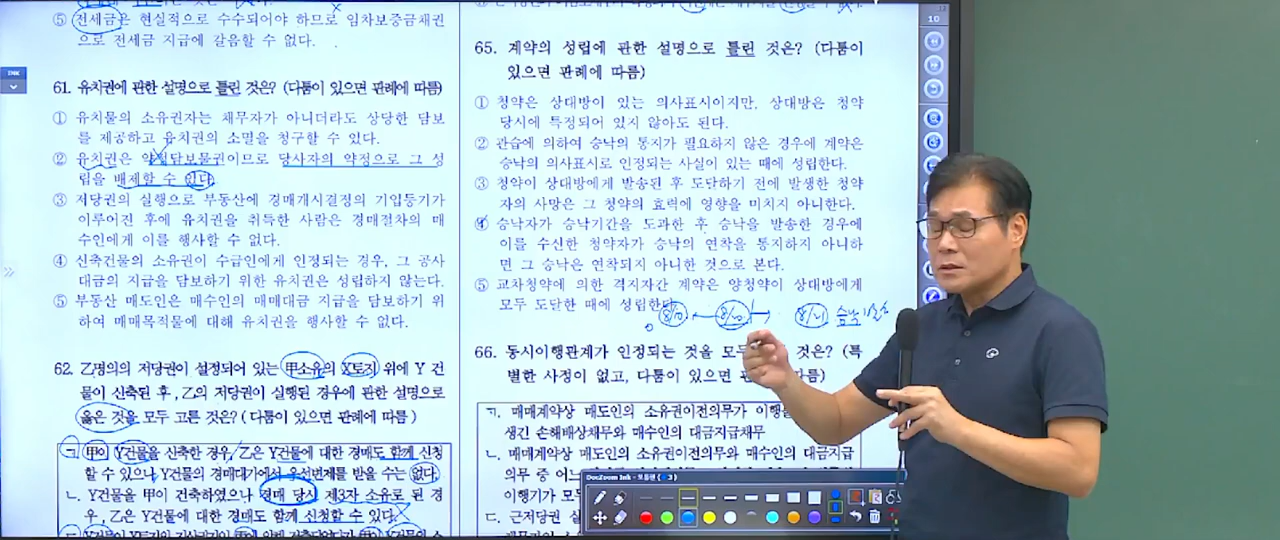 ⑤ 전세금은 현실적으로 수수되어야 하므로 임차보증금채권
으로 전세금 지급에 갈음할 수 없다.
61. 유치권에 관한 설명으로 틀린 것은? (다툼이 있으면 판례에 따름)
① 유치물의 소유권자는 채무자가 아니더라도 상당한 담보
를 제공하고 유치권의 소멸을 청구할 수 있다.
② 유치권은 약정담보물권이므로 당사자의 약정으로 그 성
립을 배제할 수 있다.
③ 저당권의 실행으로 부동산에 경매개시결정의 기입등기가
이루어진 후에 유치권을 취득한 사람은 경매절차의 매
수인에게 이를 행사할 수 없다.
④ 신축건물의 소유권이 수급인에게 인정되는 경우, 그 공사
대금의 지급을 담보하기 위한 유치권은 성립하지 않는다.
⑤ 부동산 매도인은 매수인의 매매대금 지급을 담보하기 위
하여 매매목적물에 대해 유치권을 행사할 수 없다.
62. 乙명의의 저당권이 설정되어 있는 甲소유의 X토지 위에 Y 건
물이 신축된 후, 乙의 저당권이 실행된 경우에 관한 설명으로
옳은 것을 모두 고른 것은? (다툼이 있으면 판례에 따름)
ㄱ. 甲이 Y건물을 신축한 경우, 乙은 Y건물에 대한 경매도 함께 신청
할 수 있으나 Y건물의 경매대가에서 우선변제를 받을 수는 없다.
ㄴ. Y건물을 甲이 건축하였으나 경매 당시 제3자 소유로 된 경
우, 乙은 Y건물에 대한 경매도 함께 신청할 수 있다.
10
65. 계약의 성립에 관한 설명으로 틀린 것은? (다툼이
있으면 판례에 따름)
① 청약은 상대방이 있는 의사표시이지만, 상대방은 청약
당시에 특정되어 있지 않아도 된다.
② 관습에 의하여 승낙의 통지가 필요하지 않은 경우에 계약은
승낙의 의사표시로 인정되는 사실이 있는 때에 성립한다.
③ 청약이 상대방에게 발송된 후 도달하기 전에 발생한 청약
자의 사망은 그 청약의 효력에 영향을 미치지 아니한다.
④ 승낙자가 승낙기간을 도과한 후 승낙을 발송한 경우에
이를 수신한 청약자가 승낙의 연착을 통지하지 아니하
면 그 승낙은 연착되지 아니한 것으로 본다.
⑤ 교차청약에 의한 격지자간 계약은 양청약이 상대방에게
모두 도달한 때에 성립한다.
8/10 8/20 8/21 승낙
66. 동시이행관계가 인정되는 것을 모두 것은? (특
별한 사정이 없고, 다툼이 있으면 판례에 따름)
ㄱ. 매매계약상 매도인의 소유권이전의무가 이행
생긴 손해배상채무와 매수인의 대금지급채무
ㄴ. 매매계약상 매도인의 소유권이전의무와 매수인의 대금지급
의무 중
이행기가
ㄷ. 근저당권
DocZoom Ink
INK